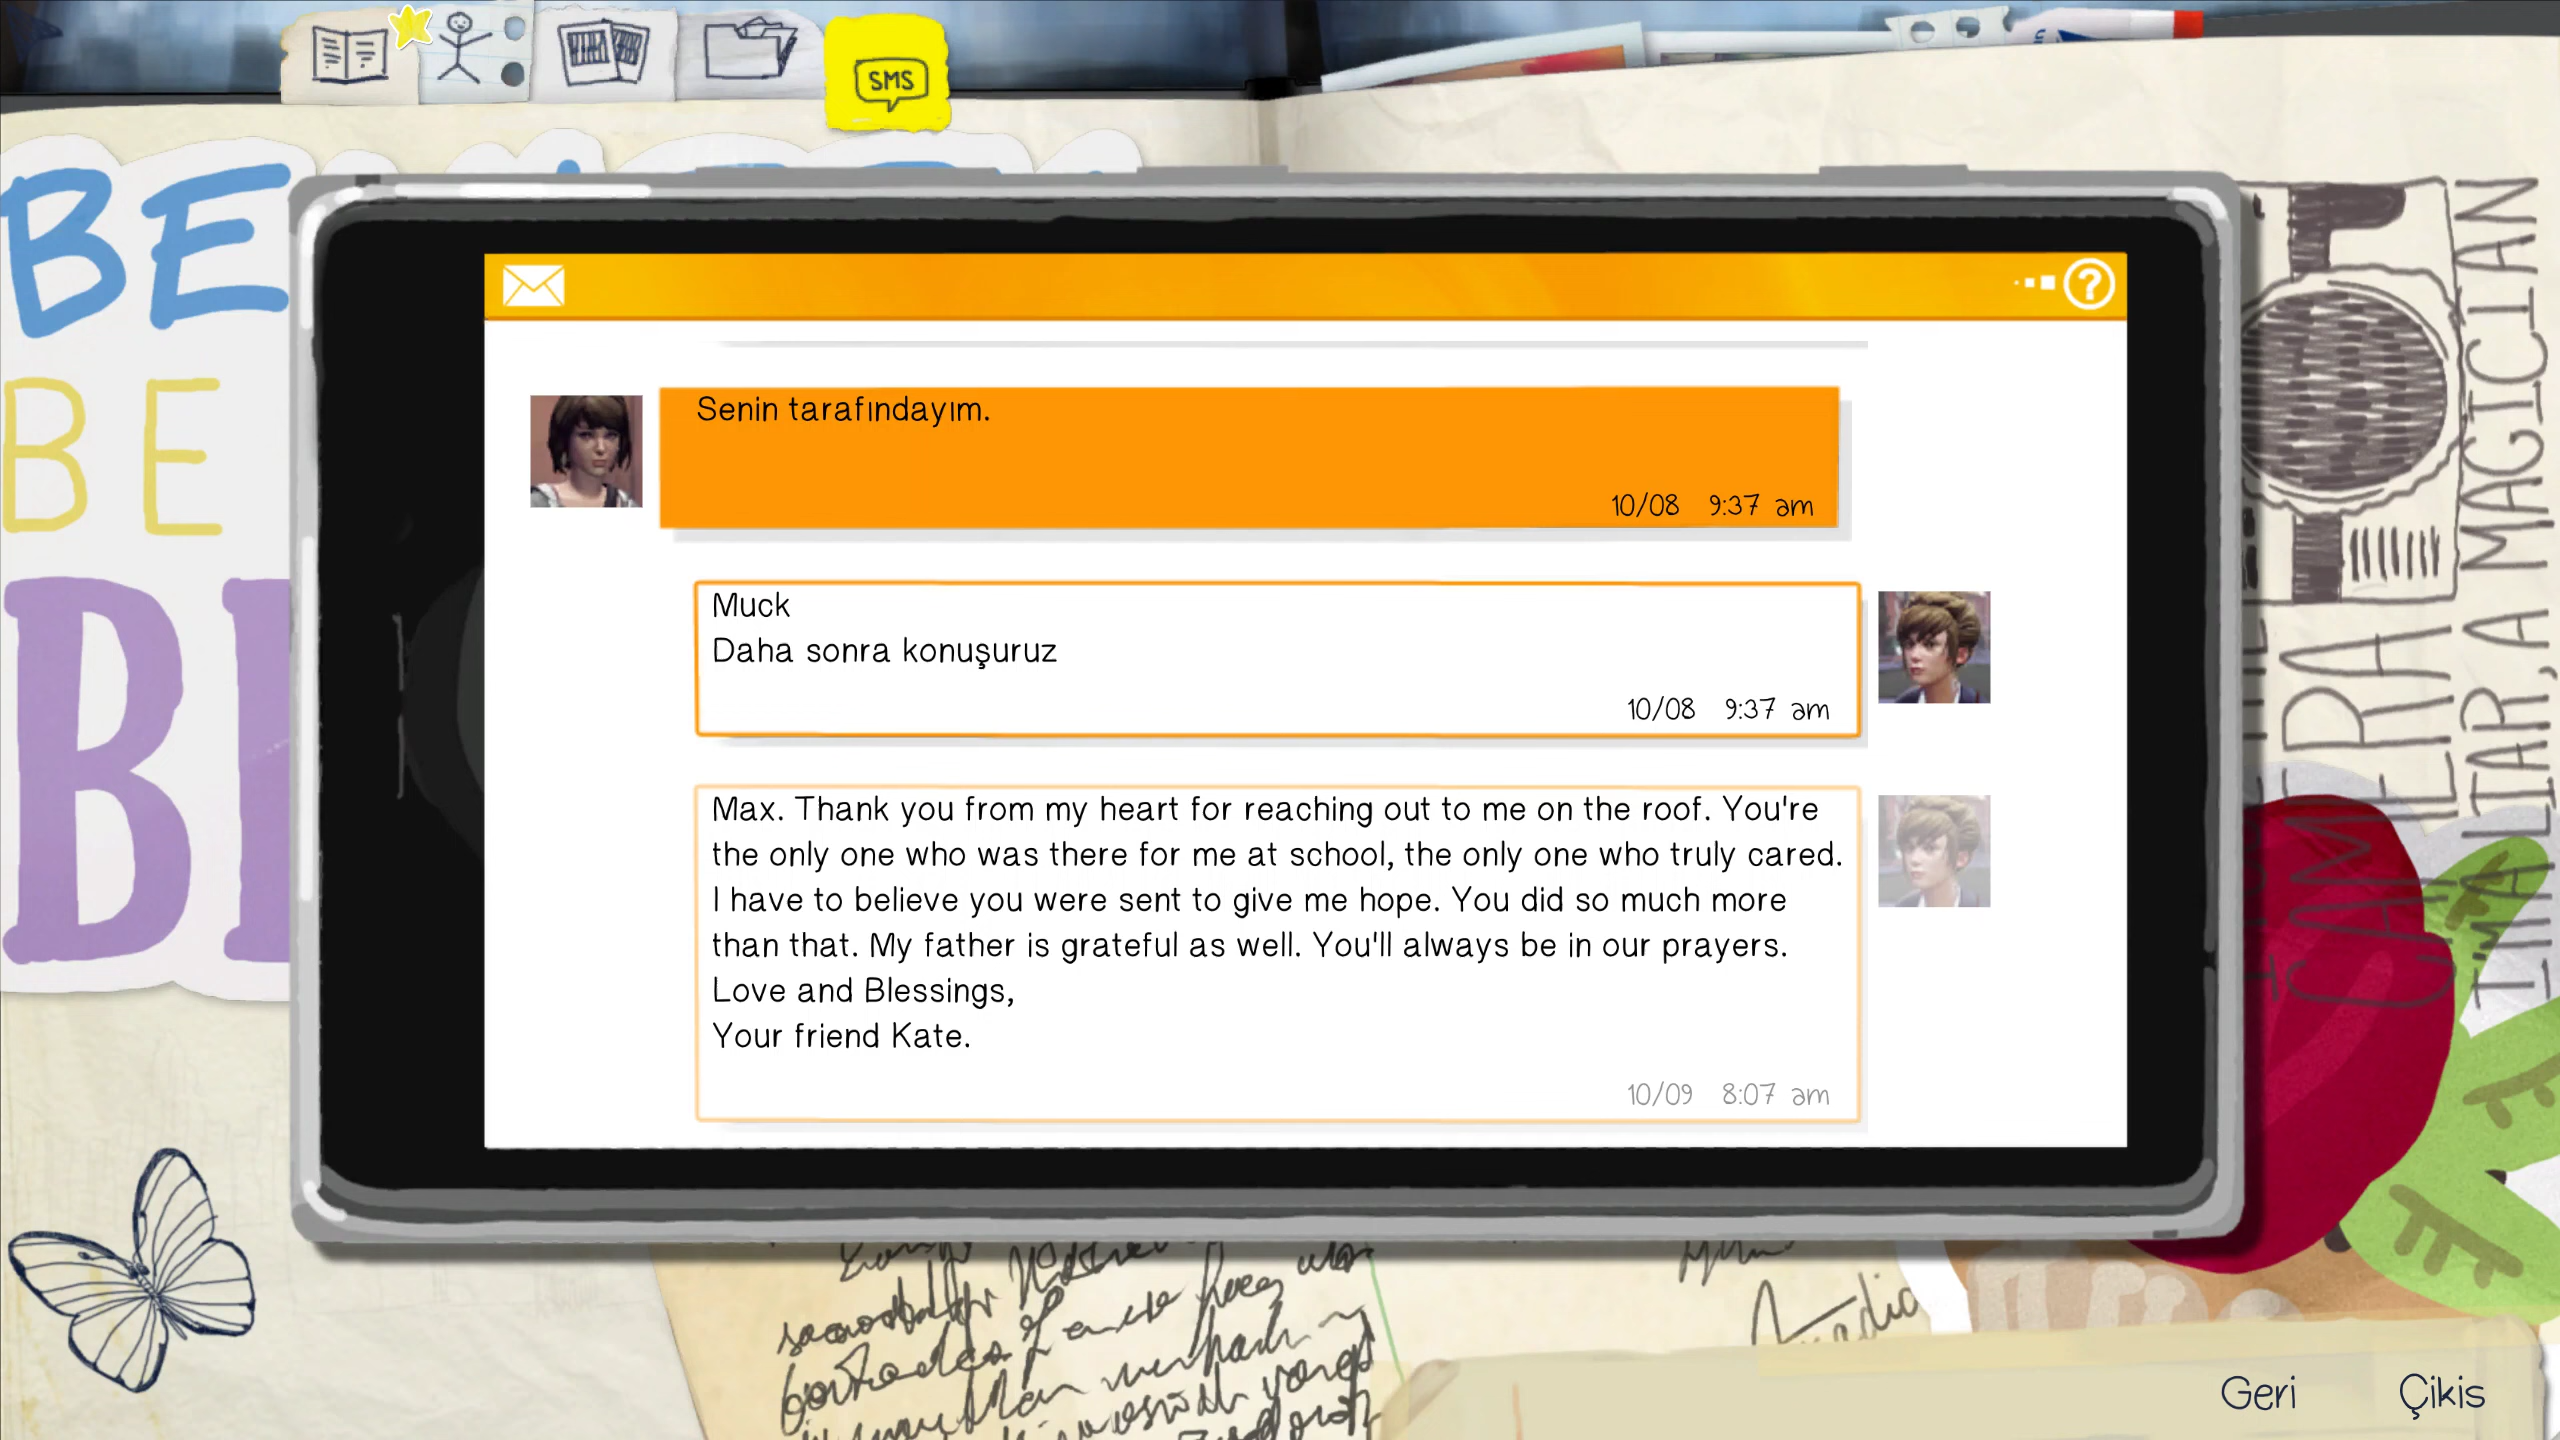 SMS
BE
BE
Senin tarafındayım.
10/08 9:37 am
Muck
Daha sonra konuşuruz
10/08 9:37 am
Max. Thank you from my heart for reaching out to me on the roof. You're
the only one who was there for me at school, the only one who truly cared.
I have to believe you were sent to give me hope. You did so much more
than that. My father is grateful as well. You'll always be in our prayers.
Love and Blessings,
Your friend Kate.
10/09 8:07 am
CAMERA
LIAR, A MAGICIAN
Geri Çikis